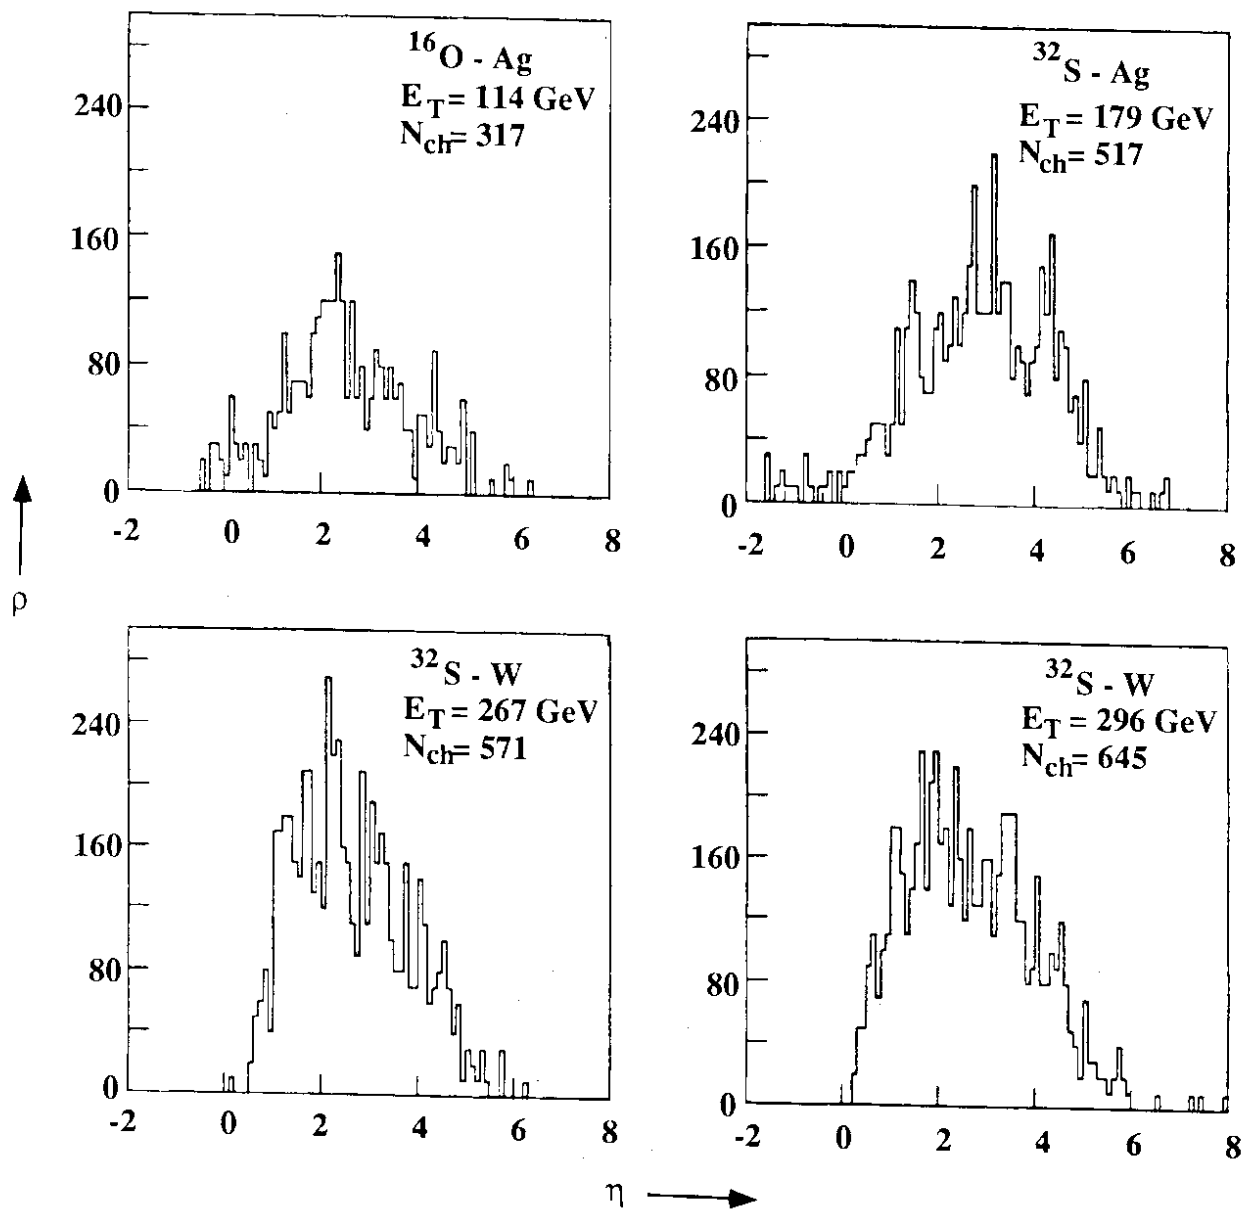 16O - Ag
ET = 114 GeV
Nch= 317
240
160
80
0
-2 0 2 4 6 8
32S - Ag
ET = 179 GeV
Nch= 517
240
160
80
0
-2 0 2 4 6 8
ρ
32S - W
ET = 267 GeV
Nch= 571
240
160
80
0
-2 0 2 4 6 8
32S - W
ET = 296 GeV
Nch= 645
240
160
80
0
-2 0 2 4 6 8
η